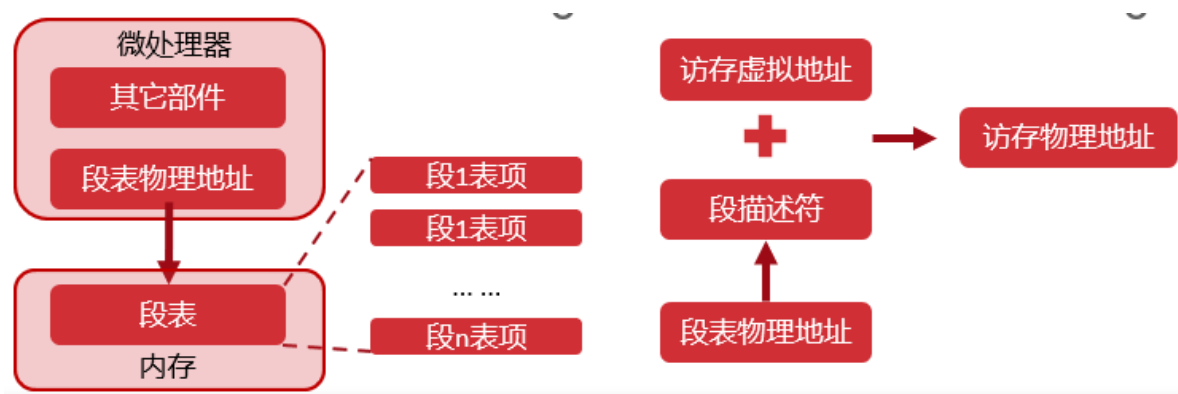 微处理器
其它部件
段表物理地址
段表
内存
段1表项
段1表项
... ...
段n表项
访存虚拟地址
段描述符
段表物理地址
访存物理地址